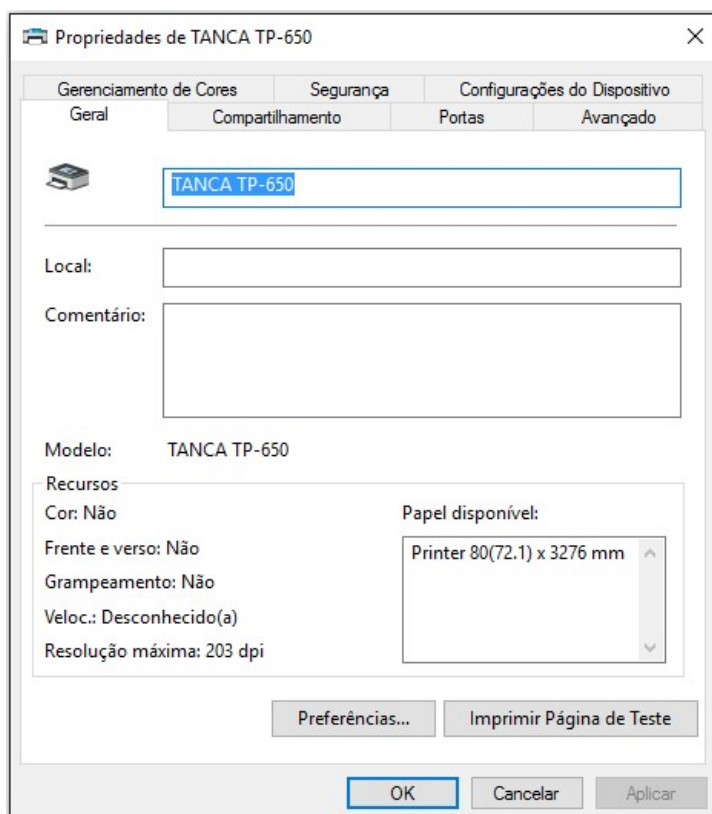 Propriedades de TANCA TP-650
Gerenciamento de Cores Segurança Configurações do Dispositivo
Geral Compartilhamento Portas Avançado
TANCA TP-650
Local:
Comentário:
Modelo: TANCA TP-650
Recursos
Cor: Não
Papel disponível:
Frente e verso: Não
Printer 80(72.1) x 3276 mm
Grampeamento: Não
Veloc.: Desconhecido(a)
Resolução máxima: 203 dpi
Preferências... Imprimir Página de Teste
OK Cancelar Aplicar